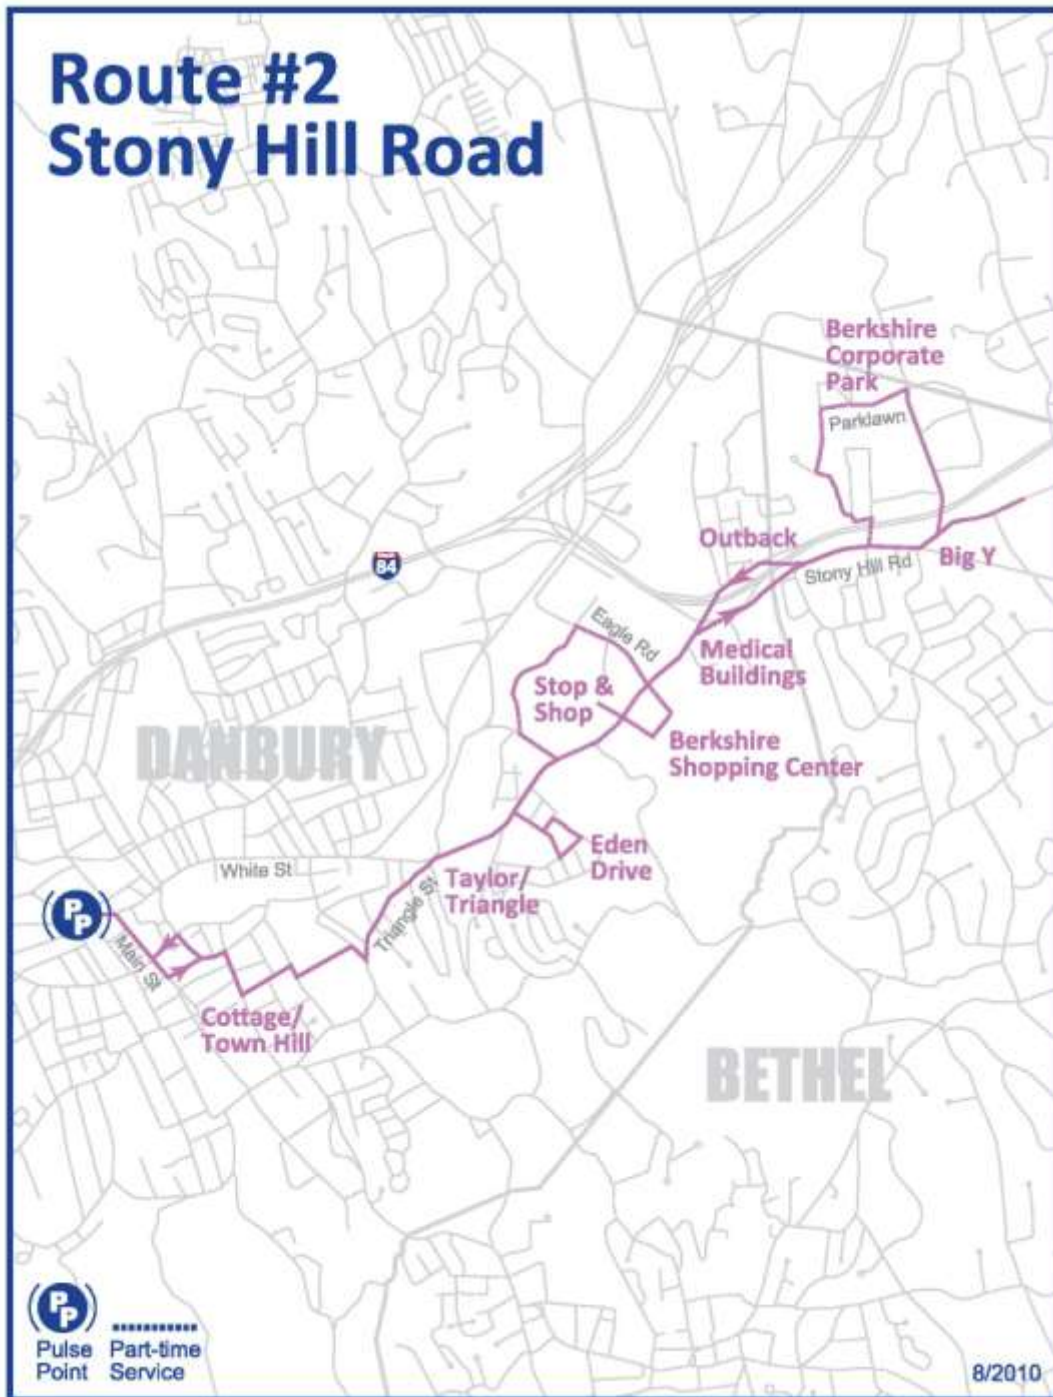 Route #2
Stony Hill Road
Berkshire
Corporate
Park
Parklawn
Outback
Stony Hill Rd
Big Y
84
Eagle Rd
Medical
Buildings
Stop &
Shop
Berkshire
Shopping Center
DANBURY
Eden
Drive
White St
Taylor/
Triangle
Triangle St
PP
Main St
Cottage/
Town Hill
BETHEL
PP
Pulse
Point
Part-time
Service
8/2010